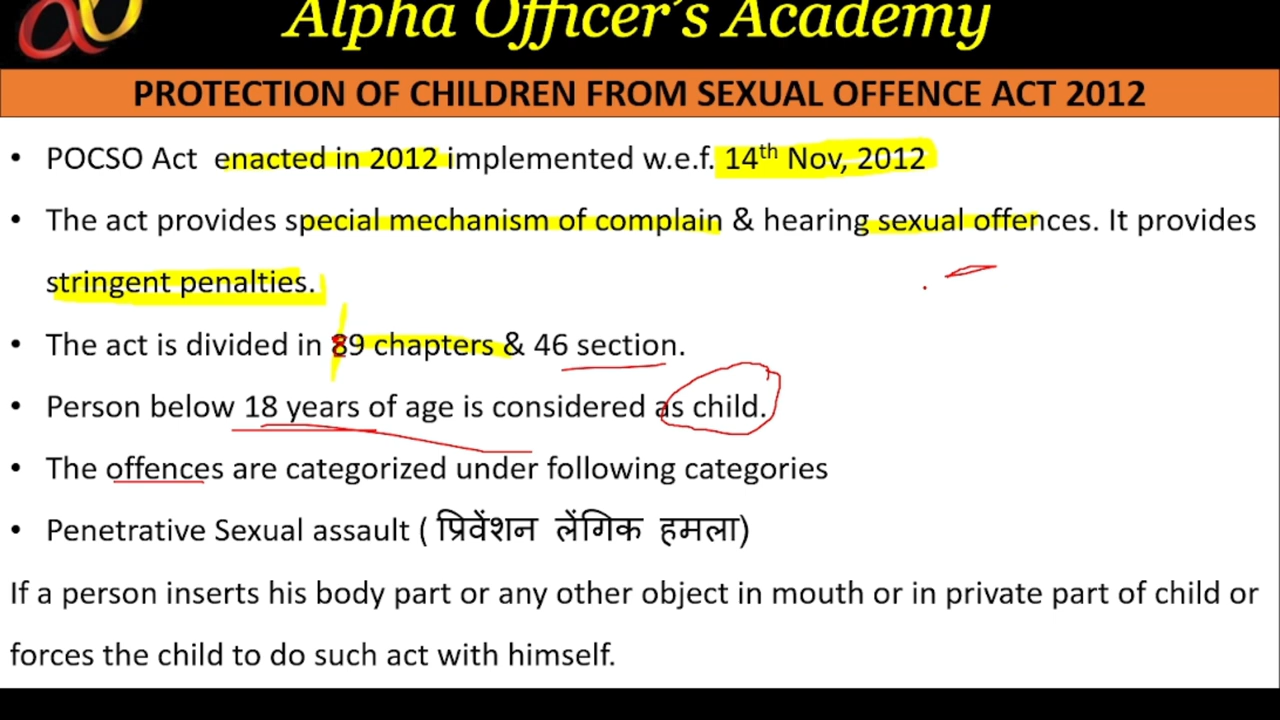 Alpha Officer's Academy
PROTECTION OF CHILDREN FROM SEXUAL OFFENCE ACT 2012
• POCSO Act enacted in 2012 implemented w.e.f. 14th Nov, 2012
• The act provides special mechanism of complain & hearing sexual offences. It provides
stringent penalties.
• The act is divided in 89 chapters & 46 section.
• Person below 18 years of age is considered as child.
• The offences are categorized under following categories
• Penetrative Sexual assault ( प्रिवेंशन लेंगिक हमला)
If a person inserts his body part or any other object in mouth or in private part of child or
forces the child to do such act with himself.